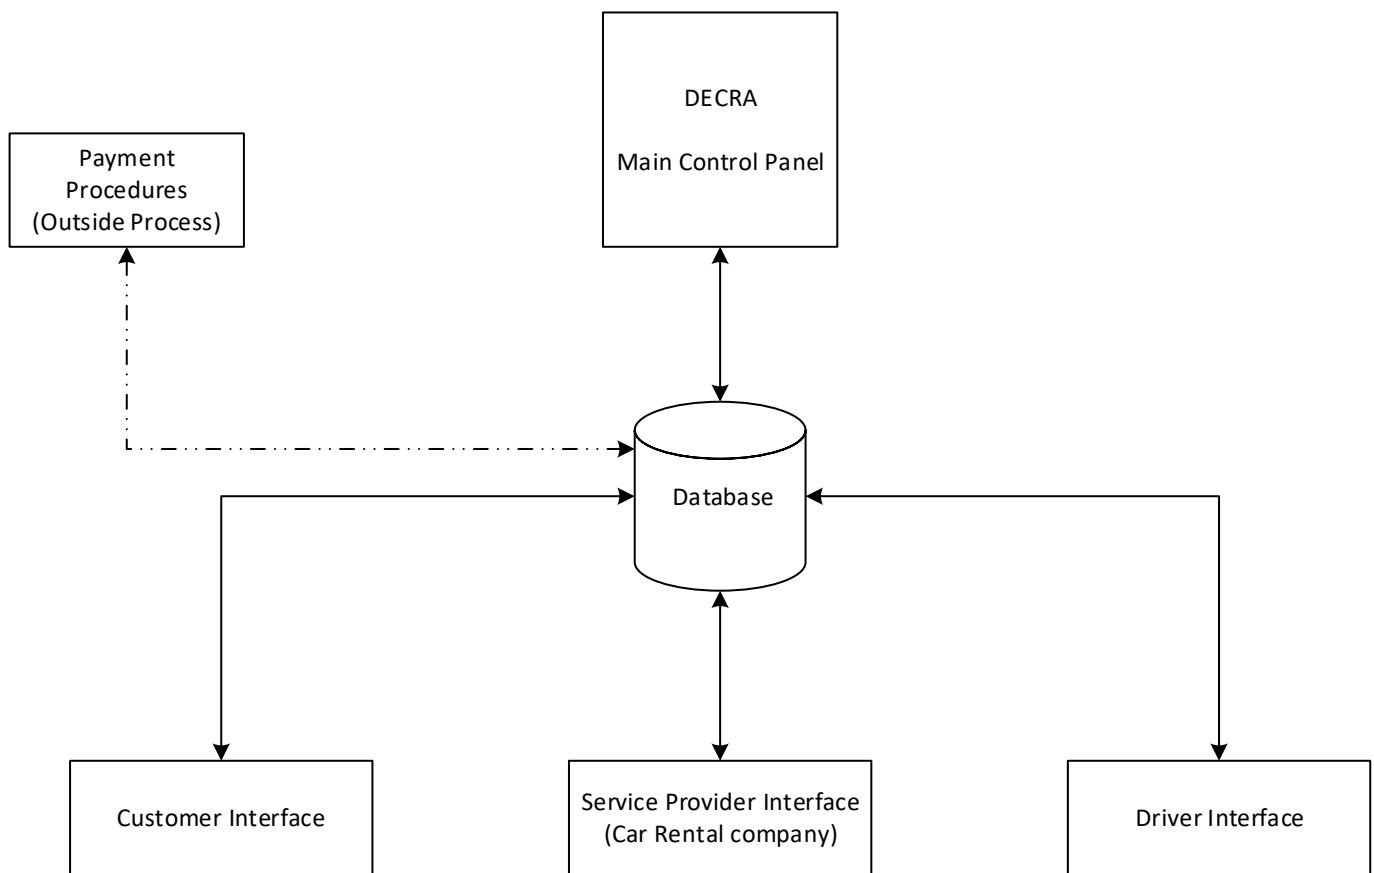 DECRA
Main Control Panel
Payment
Procedures
(Outside Process)
Database
Customer Interface
Service Provider Interface
(Car Rental company)
Driver Interface